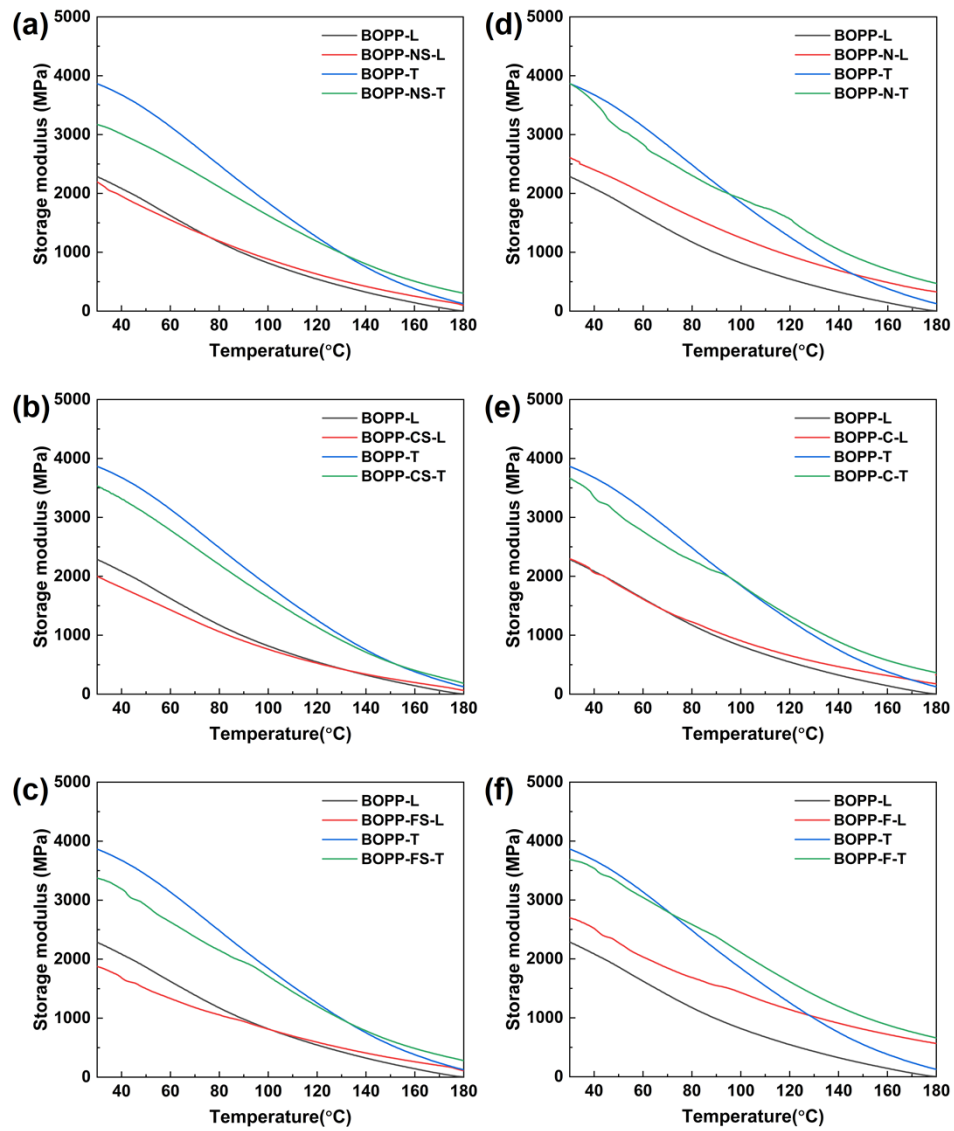 (a)
5000
4000
3000
2000
1000
0
Storage modulus (MPa)
BOPP-L
BOPP-NS-L
BOPP-T
BOPP-NS-T
40 60 80 100 120 140 160 180
Temperature(°C)
(d)
5000
4000
3000
2000
1000
0
Storage modulus (MPa)
BOPP-L
BOPP-N-L
BOPP-T
BOPP-N-T
40 60 80 100 120 140 160 180
Temperature(°C)
(b)
5000
4000
3000
2000
1000
0
Storage modulus (MPa)
BOPP-L
BOPP-CS-L
BOPP-T
BOPP-CS-T
40 60 80 100 120 140 160 180
Temperature(°C)
(e)
5000
4000
3000
2000
1000
0
Storage modulus (MPa)
BOPP-L
BOPP-C-L
BOPP-T
BOPP-C-T
40 60 80 100 120 140 160 180
Temperature(°C)
(c)
5000
4000
3000
2000
1000
0
Storage modulus (MPa)
BOPP-L
BOPP-FS-L
BOPP-T
BOPP-FS-T
40 60 80 100 120 140 160 180
Temperature(°C)
(f)
5000
4000
3000
2000
1000
0
Storage modulus (MPa)
BOPP-L
BOPP-F-L
BOPP-T
BOPP-F-T
40 60 80 100 120 140 160 180
Temperature(°C)